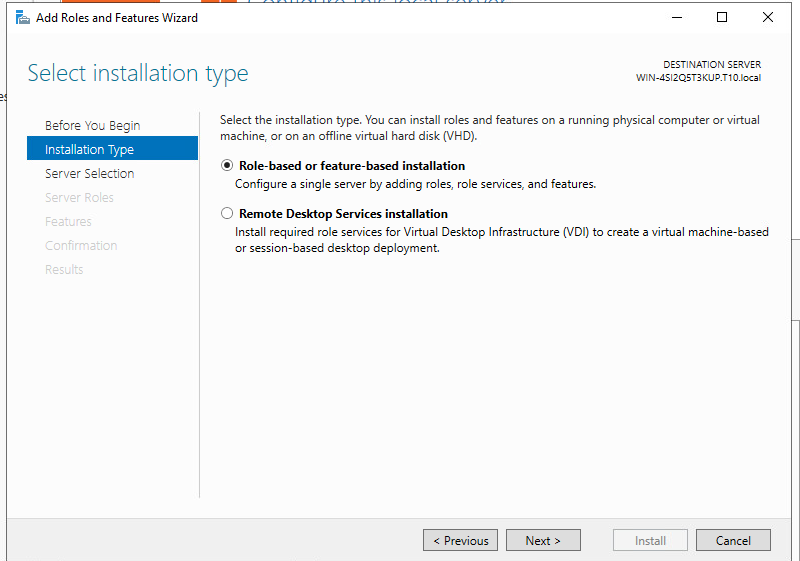 Configure this local server
Add Roles and Features Wizard
Select installation type
DESTINATION SERVER
WIN-4SI2Q5T3KUP.T10.local
Before You Begin
Installation Type
Server Selection
Server Roles
Features
Confirmation
Results
Select the installation type. You can install roles and features on a running physical computer or virtual
machine, or on an offline virtual hard disk (VHD).
Role-based or feature-based installation
Configure a single server by adding roles, role services, and features.
Remote Desktop Services installation
Install required role services for Virtual Desktop Infrastructure (VDI) to create a virtual machine-based
or session-based desktop deployment.
< Previous
Next >
Install
Cancel